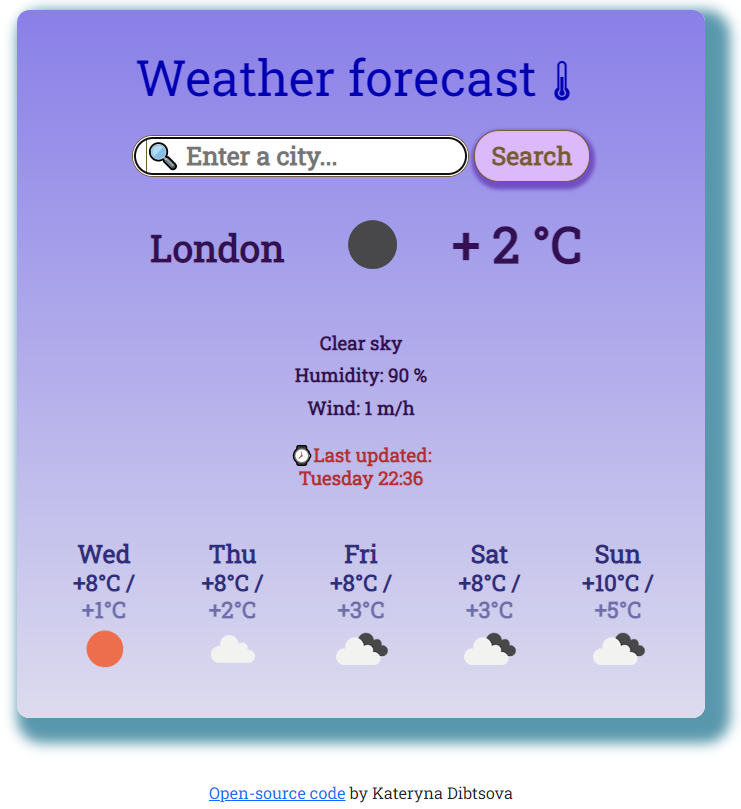 Weather forecast
Enter a city... Search
London + 2 °C
Clear sky
Humidity: 90 %
Wind: 1 m/h
Last updated:
Tuesday 22:36
Wed Thu Fri Sat Sun
+8°C / +8°C / +8°C / +8°C / +10°C /
+1°C +2°C +3°C +3°C +5°C
Open-source code by Kateryna Dibtsova